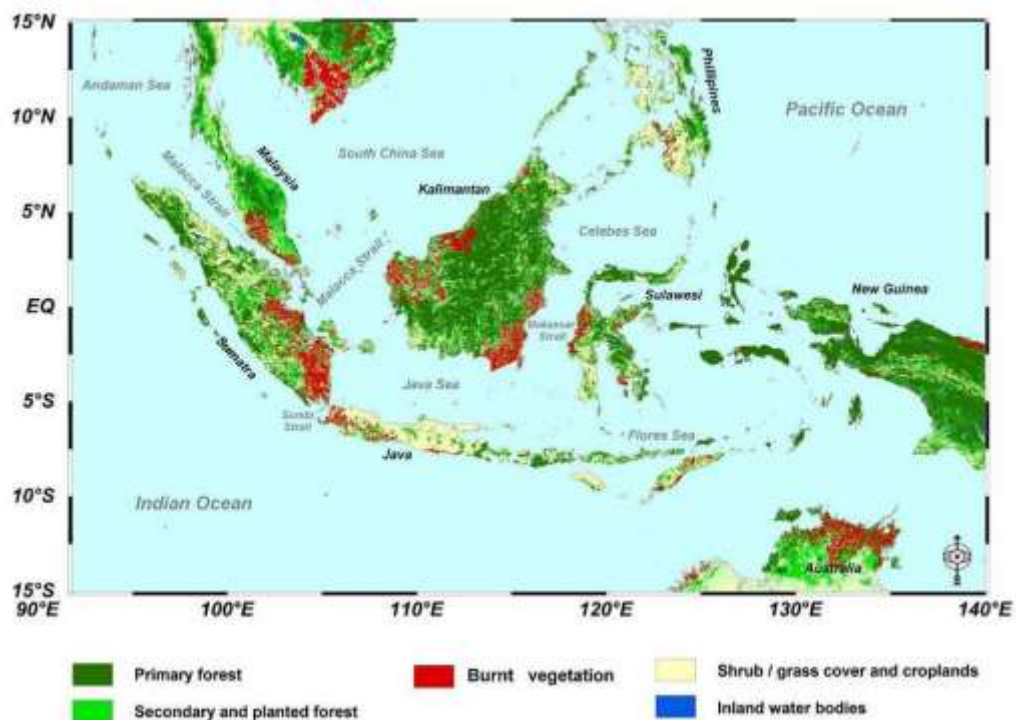 15°N
Andaman Sea
Phillipines
Pacific Ocean
10°N
South China Sea
Malaysia
Malacca Strait
Kalimantan
5°N
Celebes Sea
Malacca Strait
New Guinea
EQ
Sulawesi
Makassar
Strait
Sumatra
Java Sea
5°S
Sunda
Strait
Flores Sea
Java
10°S
Indian Ocean
Australia
15°S
90°E
100°E
110°E
120°E
130°E
140°E
Primary forest
Burnt vegetation
Shrub / grass cover and croplands
Secondary and planted forest
Inland water bodies